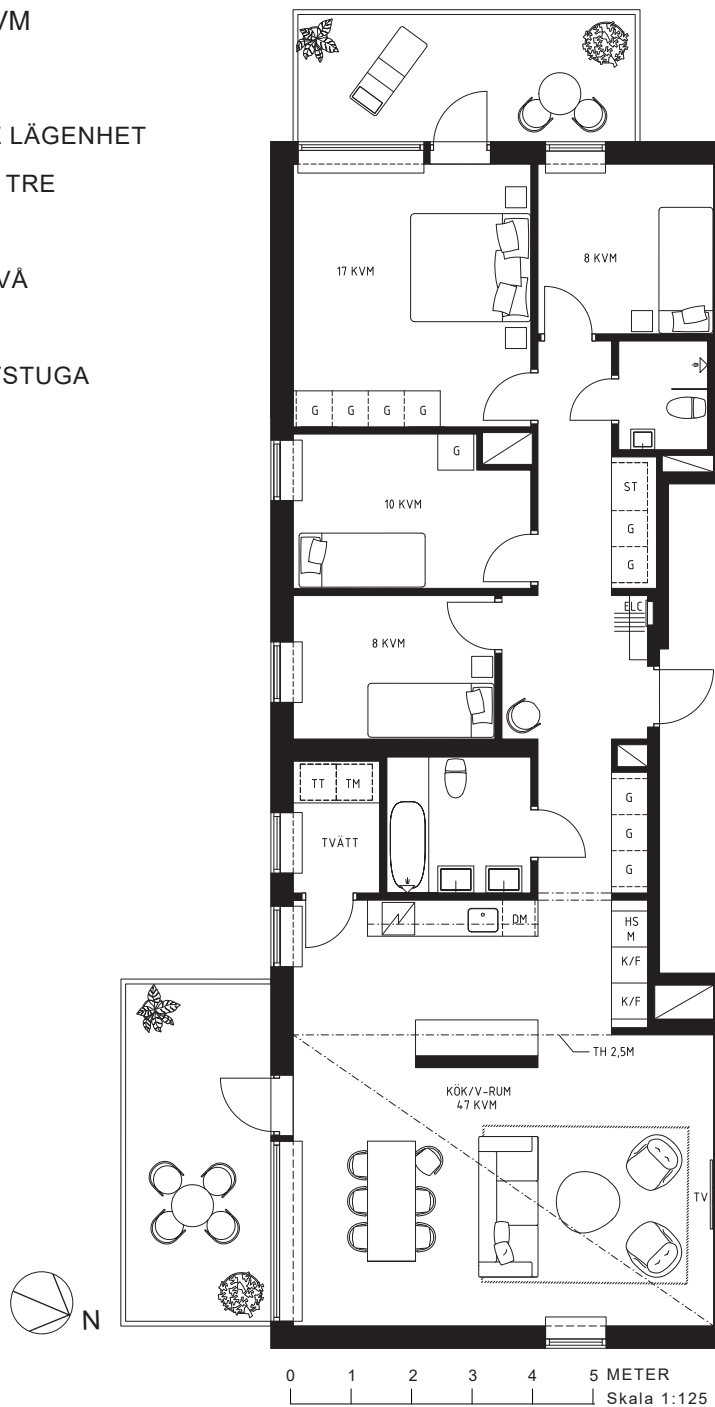 VM
LÄGENHET
TRE
VÅ
TSTUGA
17 KVM
8 KVM
G G G G
G
10 KVM
ST
G
G
ELC
8 KVM
TT TM
TVÄTT
G
G
G
DM
HS
M
K/F
K/F
TH 2,5M
KÖK/V-RUM
47 KVM
TV
N
0 1 2 3 4 5 METER
Skala 1:125